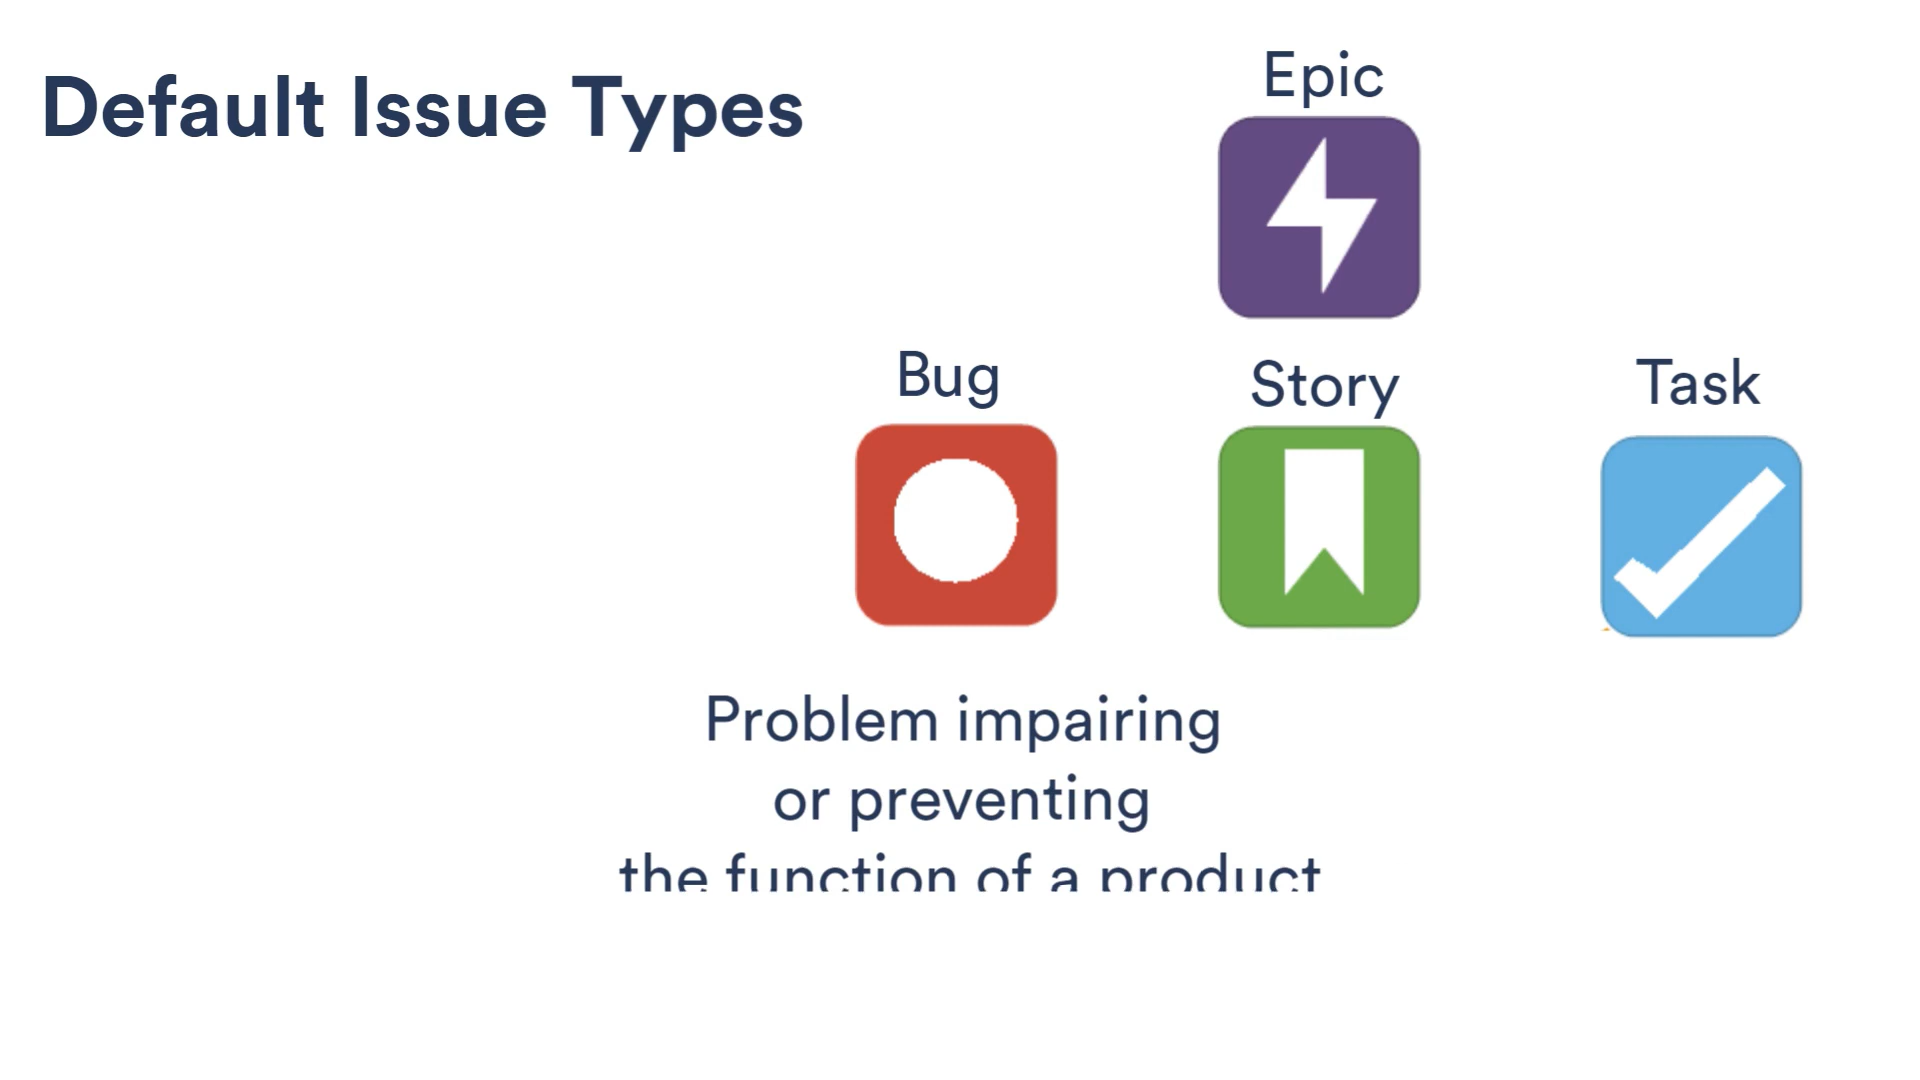 Default Issue Types
Epic
Bug
Story
Task
Problem impairing
or preventing
the function of a product